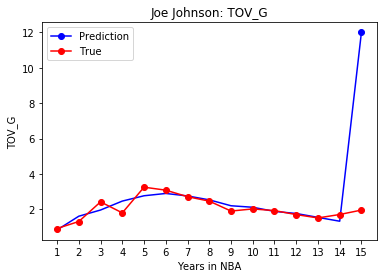 Joe Johnson: TOV_G
Prediction
True
12
10
8
6
4
2
TOV_G
1 2 3 4 5 6 7 8 9 10 11 12 13 14 15
Years in NBA